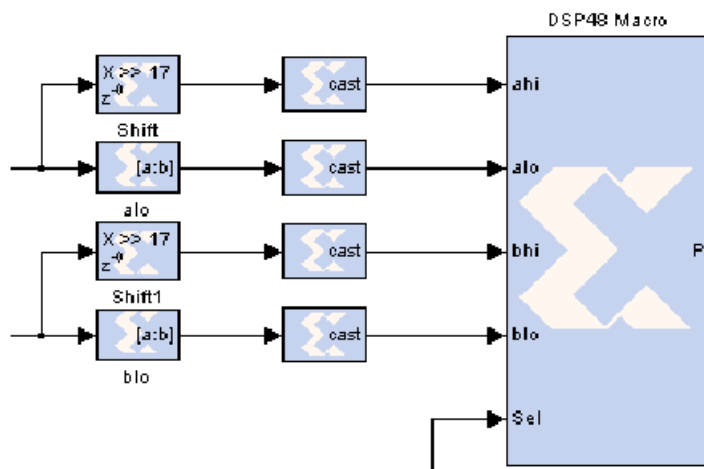 DSP48 Macro
X >> 17
z^-0
cast
ahi
Shift
[a:b]
cast
alo
alo
X >> 17
z^-0
cast
bhi
P
Shift1
[a:b]
cast
blo
blo
Sel